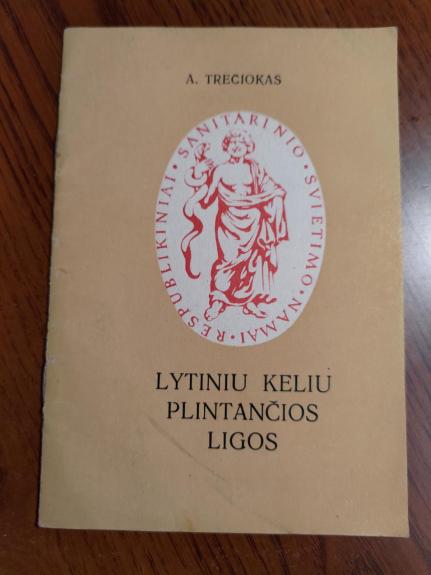 A. TREČIOKAS
RESPUBLIKINIAI · SANITARINIO · ŠVIETIMO · NAMAI ·
LYTINIU KELIU
PLINTANČIOS
LIGOS